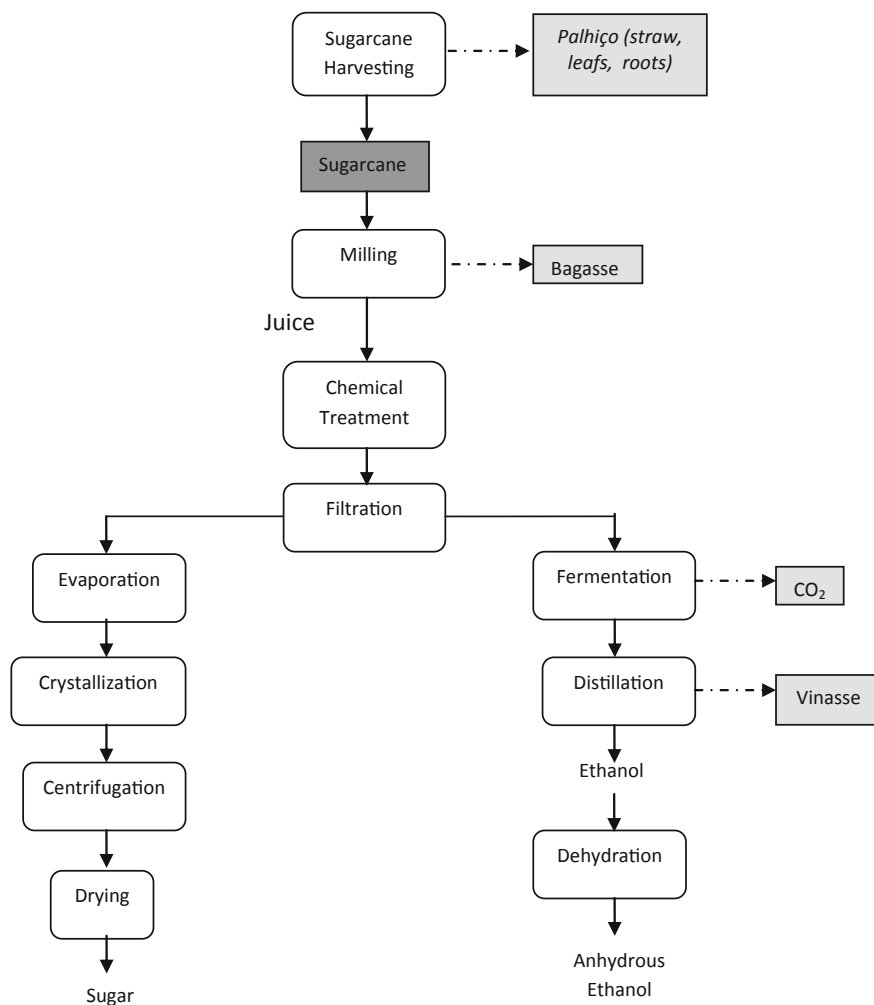 Sugarcane
Harvesting
Palhiço (straw,
leafs, roots)
Sugarcane
Milling
Bagasse
Juice
Chemical
Treatment
Filtration
Evaporation
Fermentation
CO₂
Crystallization
Distillation
Vinasse
Ethanol
Centrifugation
Dehydration
Drying
Anhydrous
Ethanol
Sugar